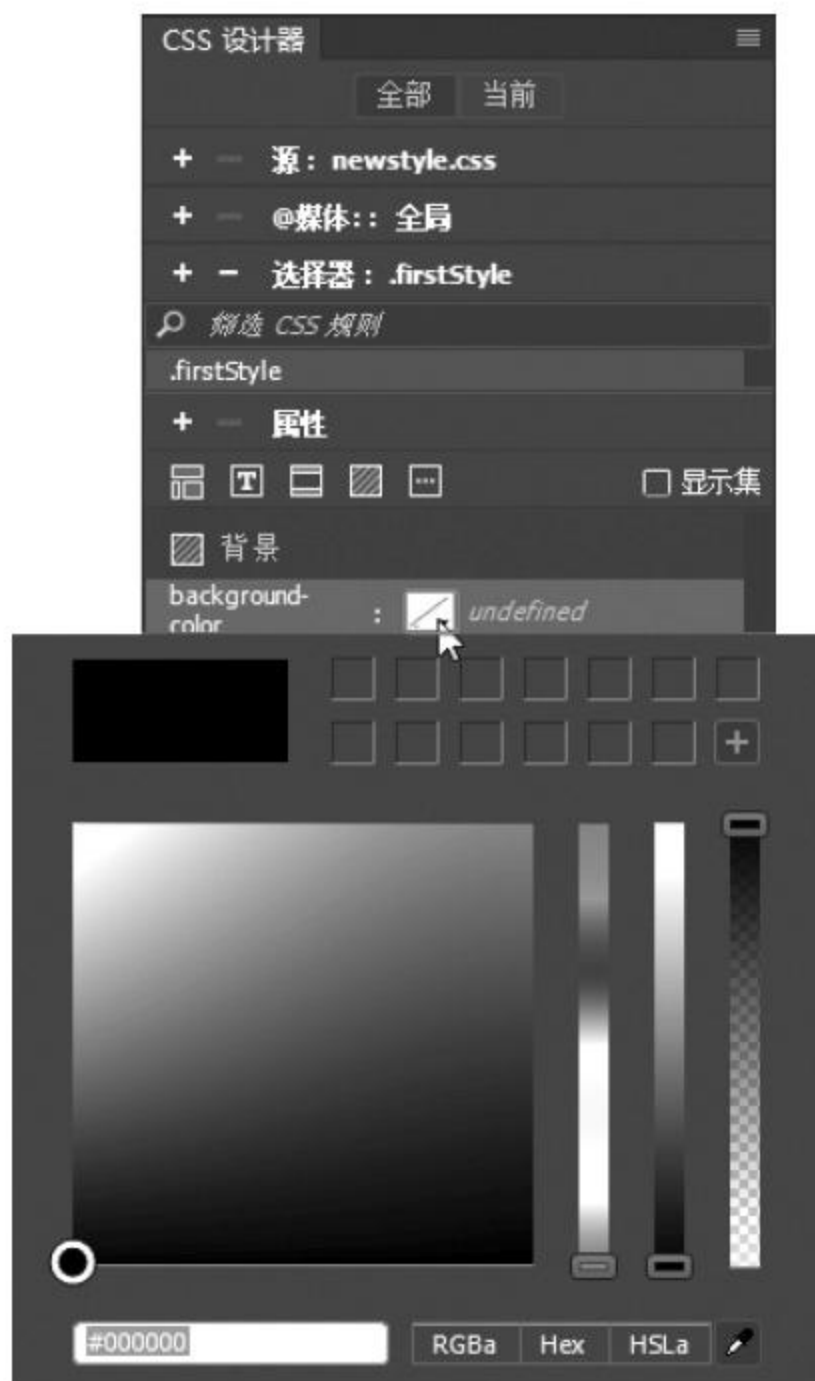 CSS 设计器
全部 当前
+ − 源：newstyle.css
+ − @媒体:：全局
+ − 选择器：.firstStyle
筛选 CSS 规则
.firstStyle
+ − 属性
T 显示集
背景
background-color : undefined
+
#000000 RGBa Hex HSLa